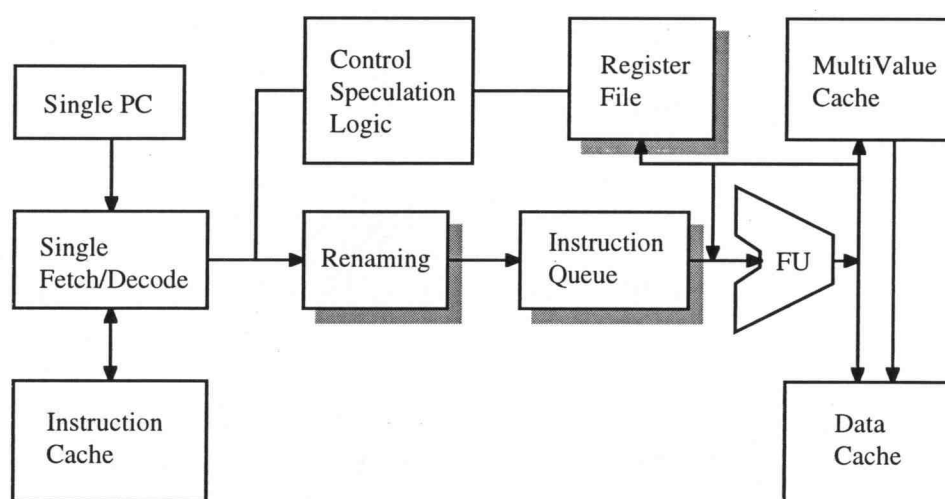 Single PC
Control
Speculation
Logic
Register
File
MultiValue
Cache
Single
Fetch/Decode
Renaming
Instruction
Queue
FU
Instruction
Cache
Data
Cache